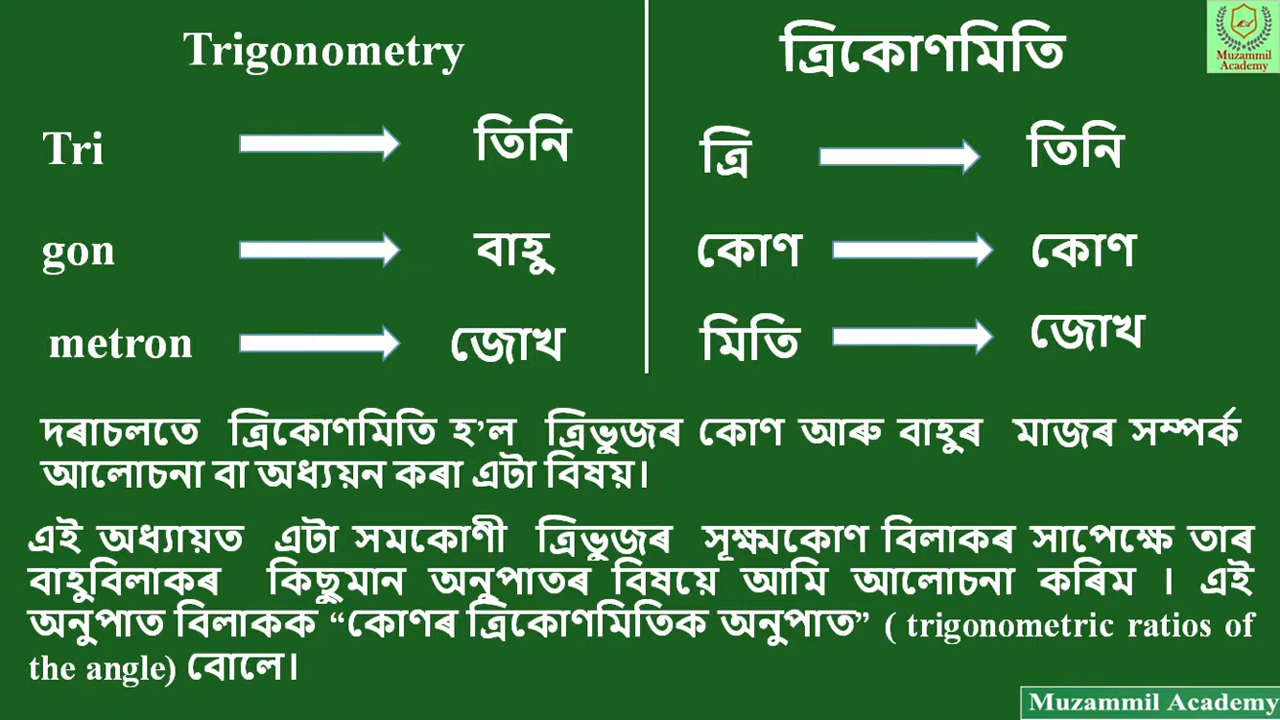 Trigonometry
Tri তিনি
gon বাহু
metron জোখ
ত্ৰিকোণমিতি
ত্ৰি তিনি
কোণ কোণ
মিতি জোখ
Muzammil
Academy
দৰাচলতে ত্ৰিকোণমিতি হ’ল ত্ৰিভুজৰ কোণ আৰু বাহুৰ মাজৰ সম্পৰ্ক
আলোচনা বা অধ্যয়ন কৰা এটা বিষয়।
এই অধ্যায়ত এটা সমকোণী ত্ৰিভুজৰ সূক্ষ্মকোণ বিলাকৰ সাপেক্ষে তাৰ
বাহুবিলাকৰ কিছুমান অনুপাতৰ বিষয়ে আমি আলোচনা কৰিম । এই
অনুপাত বিলাকক “কোণৰ ত্ৰিকোণমিতিক অনুপাত” ( trigonometric ratios of
the angle) বোলে।
Muzammil Academy